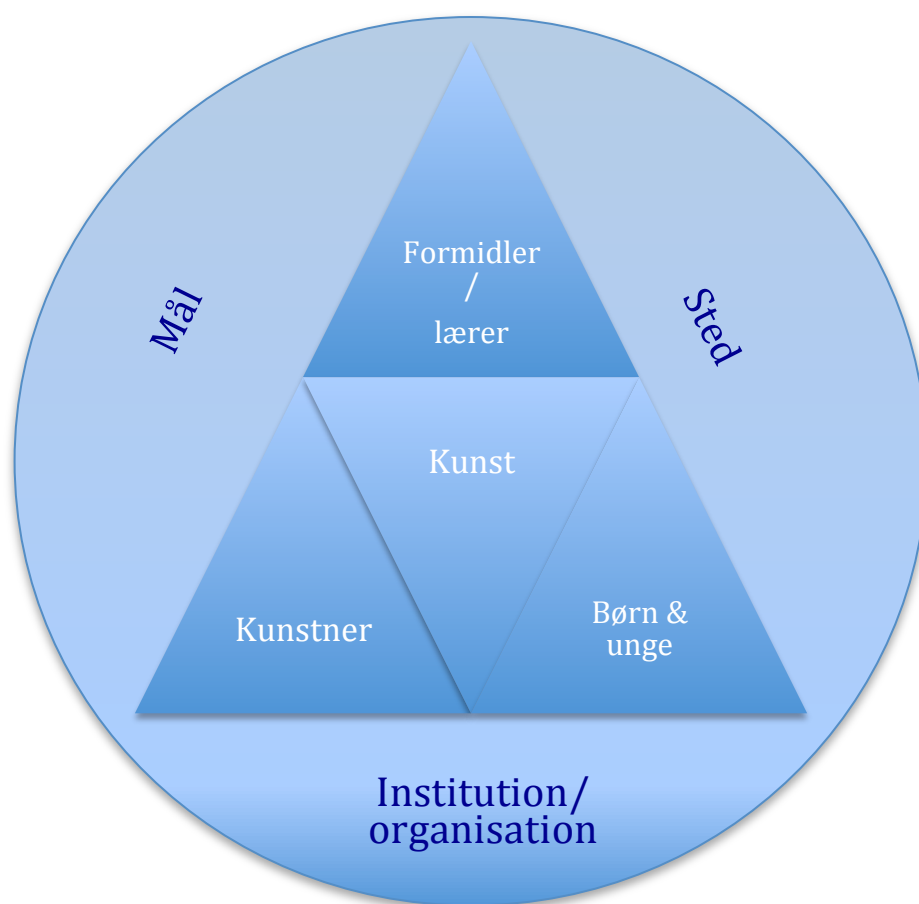 Formidler
/
lærer
Mål
Sted
Kunst
Kunstner
Børn &
unge
Institution/
organisation